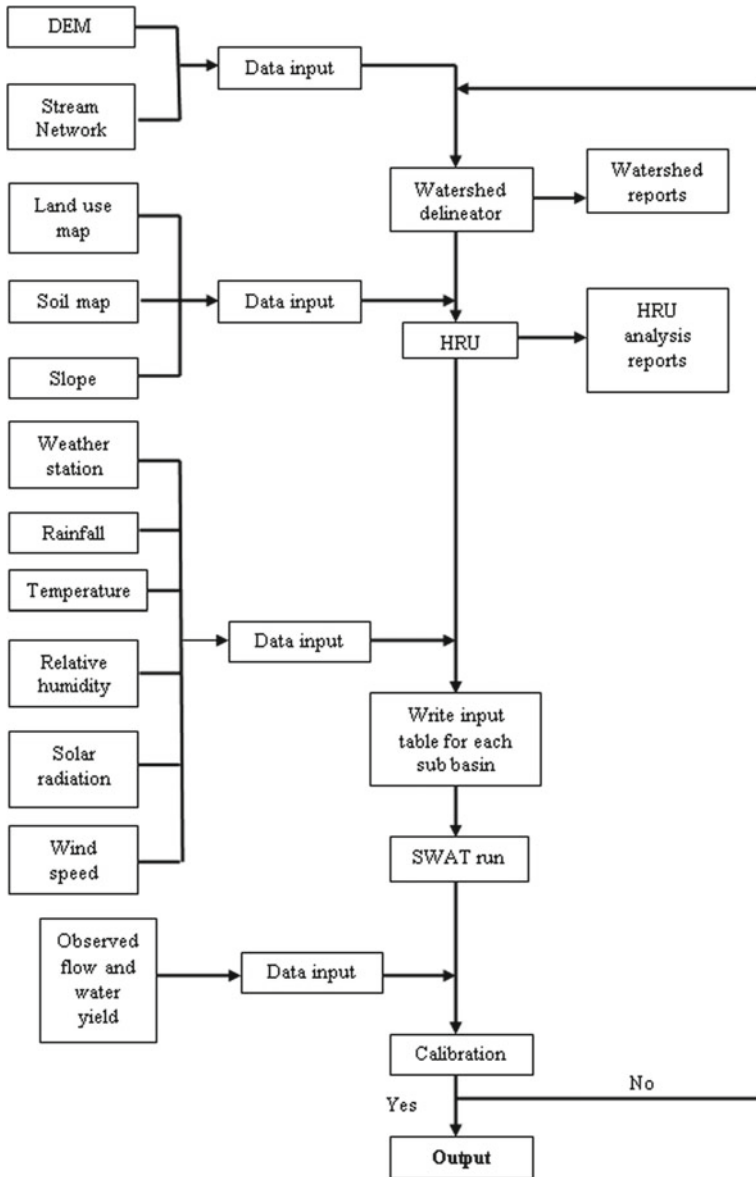 DEM
Data input
Stream
Network
Watershed
delineator
Watershed
reports
Land use
map
Soil map
Data input
Slope
HRU
HRU
analysis
reports
Weather
station
Rainfall
Temperature
Data input
Relative
humidity
Solar
radiation
Wind
speed
Write input
table for each
sub basin
SWAT run
Observed
flow and
water
yield
Data input
Calibration
Yes
No
Output